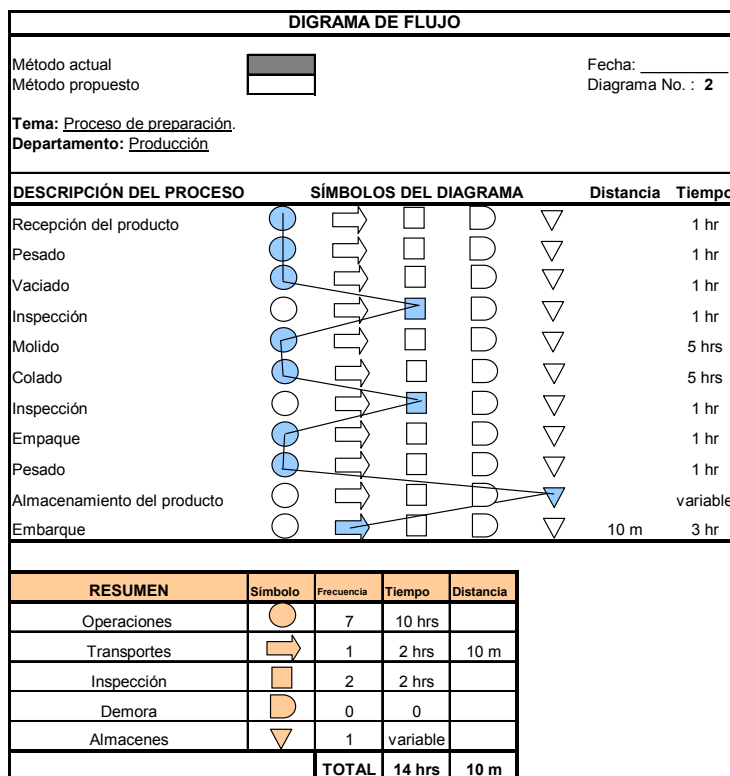 DIGRAMA DE FLUJO
Método actual
Fecha: __________
Método propuesto
Diagrama No. : 2
Tema: Proceso de preparación.
Departamento: Producción
DESCRIPCIÓN DEL PROCESO SÍMBOLOS DEL DIAGRAMA Distancia Tiempo
Recepción del producto 1 hr
Pesado 1 hr
Vaciado 1 hr
Inspección 1 hr
Molido 5 hrs
Colado 5 hrs
Inspección 1 hr
Empaque 1 hr
Pesado 1 hr
Almacenamiento del producto variable
Embarque 10 m 3 hr
RESUMEN Símbolo Frecuencia Tiempo Distancia
Operaciones 7 10 hrs
Transportes 1 2 hrs 10 m
Inspección 2 2 hrs
Demora 0 0
Almacenes 1 variable
TOTAL 14 hrs 10 m